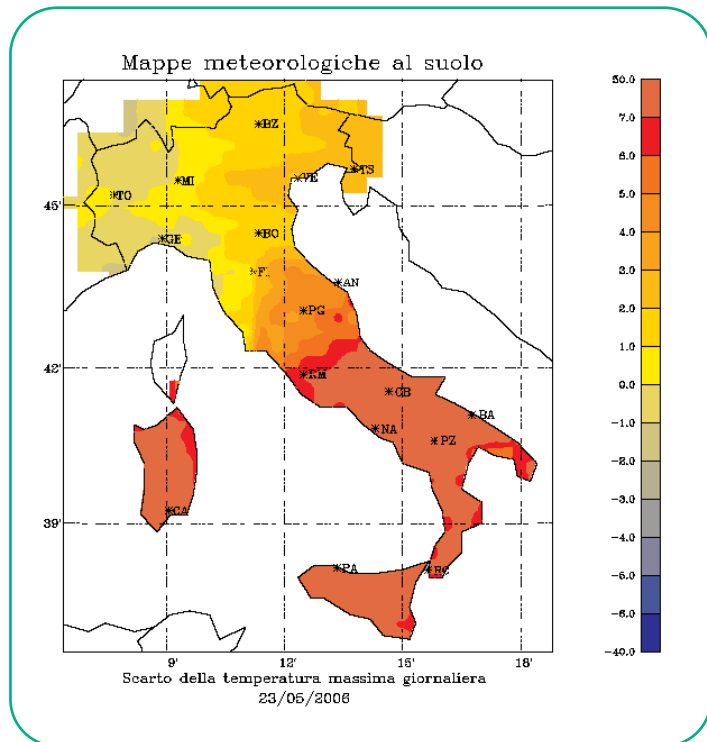 Mappe meteorologiche al suolo
50.0
7.0
6.0
5.0
4.0
3.0
2.0
1.0
0.0
-1.0
-2.0
-3.0
-4.0
-5.0
-6.0
-40.0
BZ
TS
VE
MI
TO
BO
GE
FI
AN
PG
RM
CB
BA
NA
PZ
CA
PA
RC
45'
42'
39'
9'
12'
15'
18'
Scarto della temperatura massima giornaliera
23/05/2006